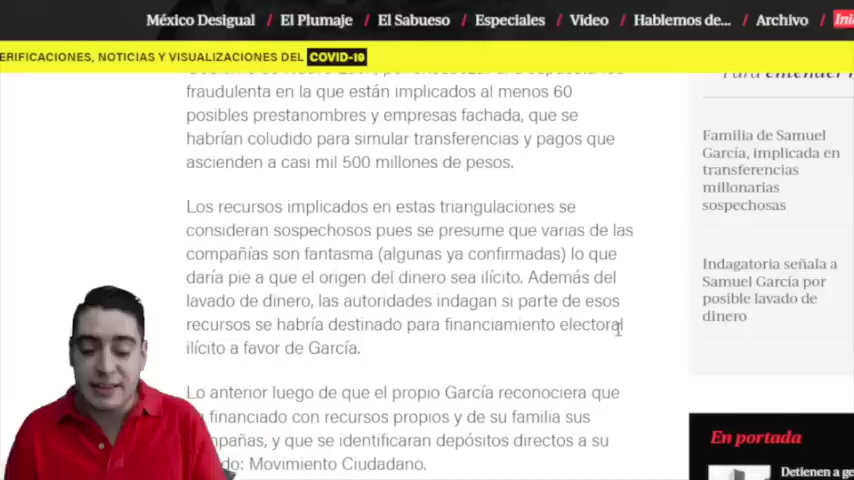 México Desigual
El Plumaje
El Sabueso
Especiales
Video
Hablemos de...
Archivo
ERIFICACIONES, NOTICIAS Y VISUALIZACIONES DEL COVID-19
fraudulenta en la que están implicados al menos 60
posibles prestanombres y empresas fachada, que se
habrían coludido para simular transferencias y pagos que
ascienden a casi mil 500 millones de pesos.
Los recursos implicados en estas triangulaciones se
consideran sospechosos pues se presume que varias de las
compañías son fantasma (algunas ya confirmadas) lo que
daría pie a que el origen del dinero sea ilícito. Además del
lavado de dinero, las autoridades indagan si parte de esos
recursos se habría destinado para financiamiento electoral
ilícito a favor de García.
Lo anterior luego de que el propio García reconociera que
financiado con recursos propios y de su familia sus
mpañas, y que se identificaran depósitos directos a su
do: Movimiento Ciudadano.
Para entender
Familia de Samuel
García, implicada en
transferencias
millonarias
sospechosas
Indagatoria señala a
Samuel García por
posible lavado de
dinero
En portada
Detienen a ge